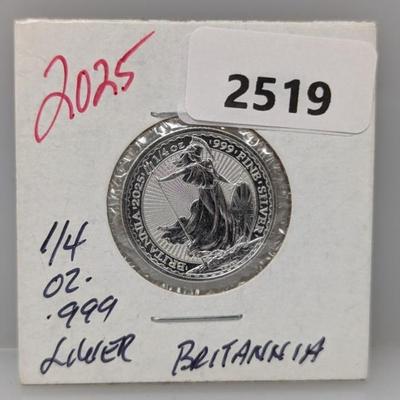 2025
2519
BRITANNIA 2025 1/4 OZ 999 FINE SILVER
1/4
OZ.
.999
SILVER BRITANNIA